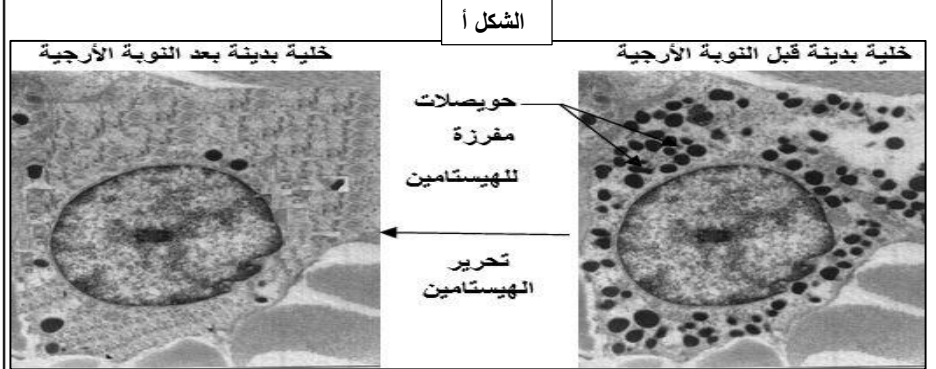 الشكل أ
خلية بدينة قبل النوبة الأرجية
خلية بدينة بعد النوبة الأرجية
حويصلات
مفرزة
للهيستامين
تحرير
الهيستامين